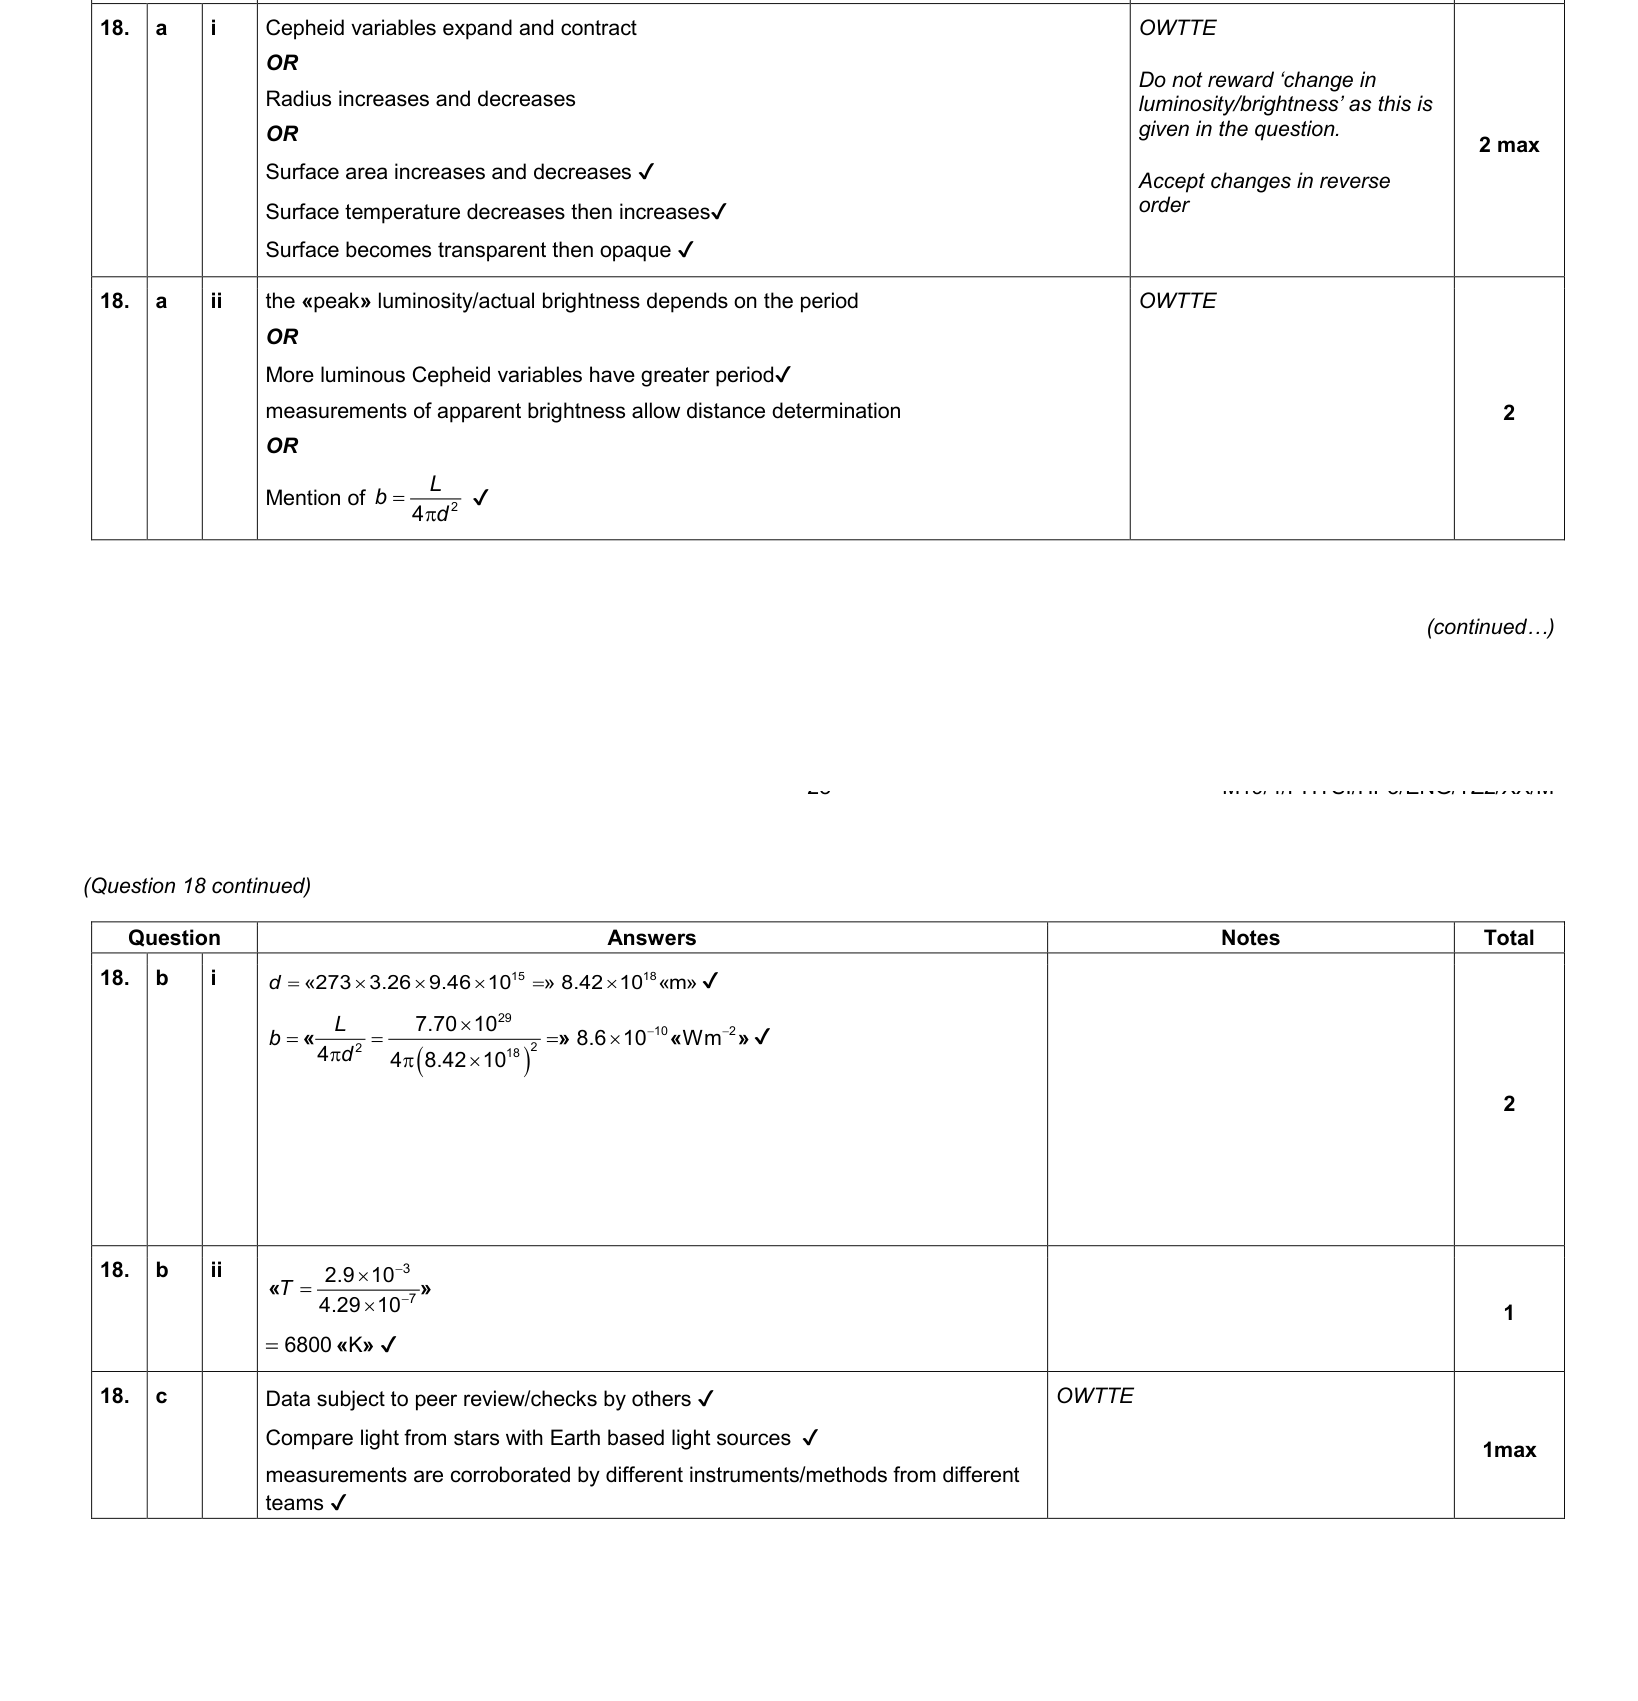 18. a i Cepheid variables expand and contract OWTTE
OR
Radius increases and decreases
Do not reward ‘change in
luminosity/brightness’ as this is
given in the question.
OR
2 max
Surface area increases and decreases ✓
Accept changes in reverse
order
Surface temperature decreases then increases✓
Surface becomes transparent then opaque ✓
18. a ii the «peak» luminosity/actual brightness depends on the period OWTTE
OR
More luminous Cepheid variables have greater period✓
measurements of apparent brightness allow distance determination
2
OR
Mention of b = L / 4πd² ✓
(continued…)
(Question 18 continued)
Question Answers Notes Total
18. b i d = «273 × 3.26 × 9.46 × 10¹⁵ =» 8.42 × 10¹⁸ «m» ✓
b = « L / 4πd² = 7.70 × 10²⁹ / 4π(8.42 × 10¹⁸)² =» 8.6 × 10⁻¹⁰ «Wm⁻²» ✓
2
18. b ii «T = 2.9 × 10⁻³ / 4.29 × 10⁻⁷»
1
= 6800 «K» ✓
18. c Data subject to peer review/checks by others ✓ OWTTE
Compare light from stars with Earth based light sources ✓
1max
measurements are corroborated by different instruments/methods from different
teams ✓